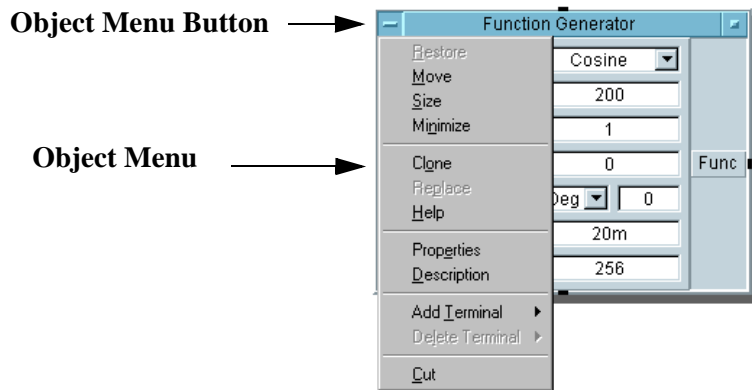 Object Menu Button
Function Generator
Restore
Move
Size
Minimize
Cosine
200
1
Object Menu
Clone
Replace
Help
0
Func
Deg
0
Properties
Description
20m
256
Add Terminal
Delete Terminal
Cut